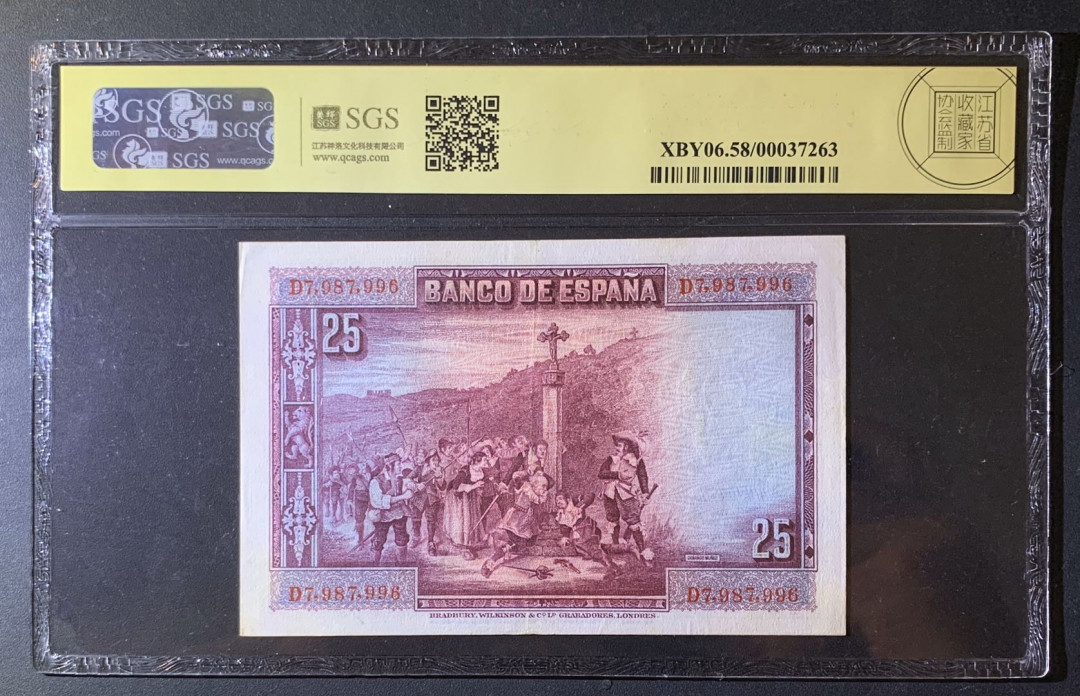 SGS
江苏神洛文化科技有限公司
www.qcags.com
XBY06.58/00037263
江苏省
收藏家
协会监制
SGS
SGS
SGS
SGS
www.qcags
D7,987,996 BANCO DE ESPAÑA D7,987,996
25
25
D7,987,996 D7,987,996
BRADBURY, WILKINSON & Cº Lº GRABADORES, LONDRES.